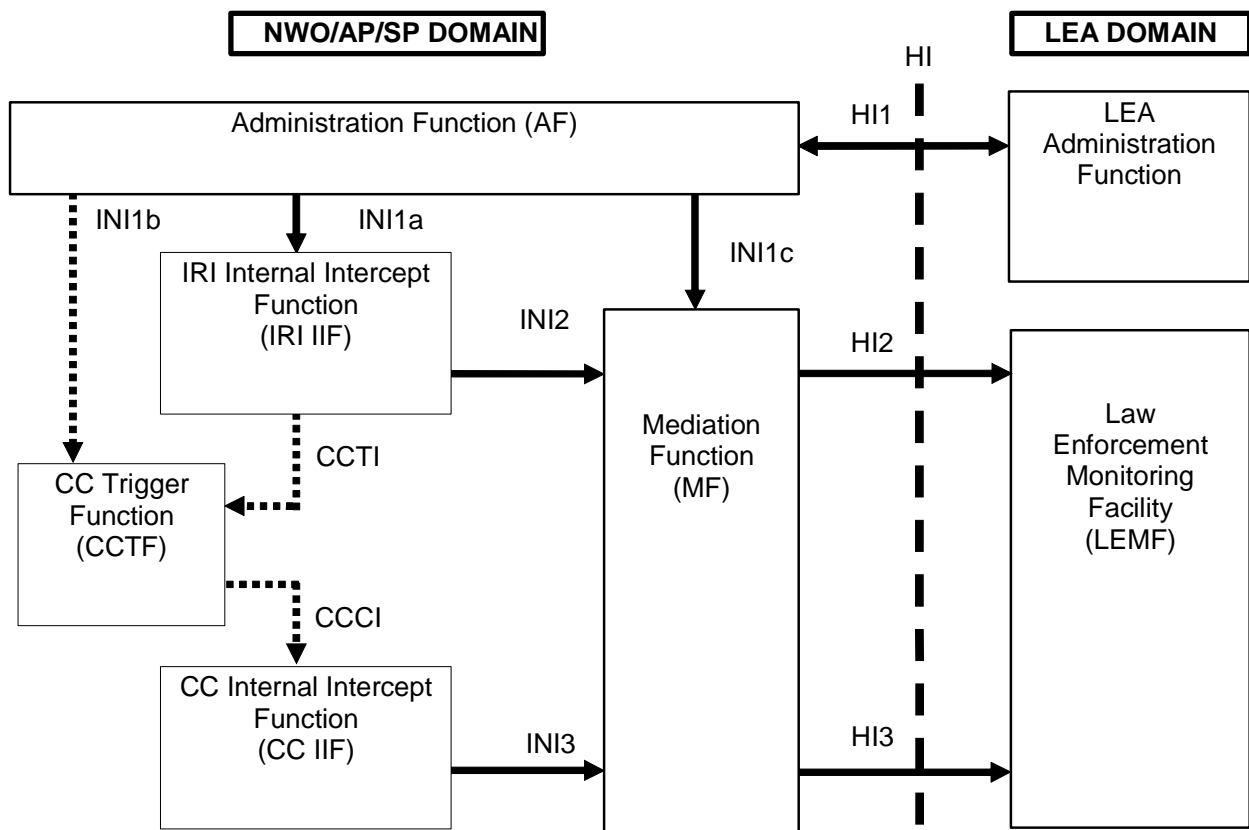 NWO/AP/SP DOMAIN
LEA DOMAIN
HI
Administration Function (AF)
HI1
LEA
Administration
Function
INI1b
INI1a
INI1c
IRI Internal Intercept
Function
(IRI IIF)
INI2
HI2
CCTI
Mediation
Function
(MF)
Law
Enforcement
Monitoring
Facility
(LEMF)
CC Trigger
Function
(CCTF)
CCCI
CC Internal Intercept
Function
(CC IIF)
INI3
HI3